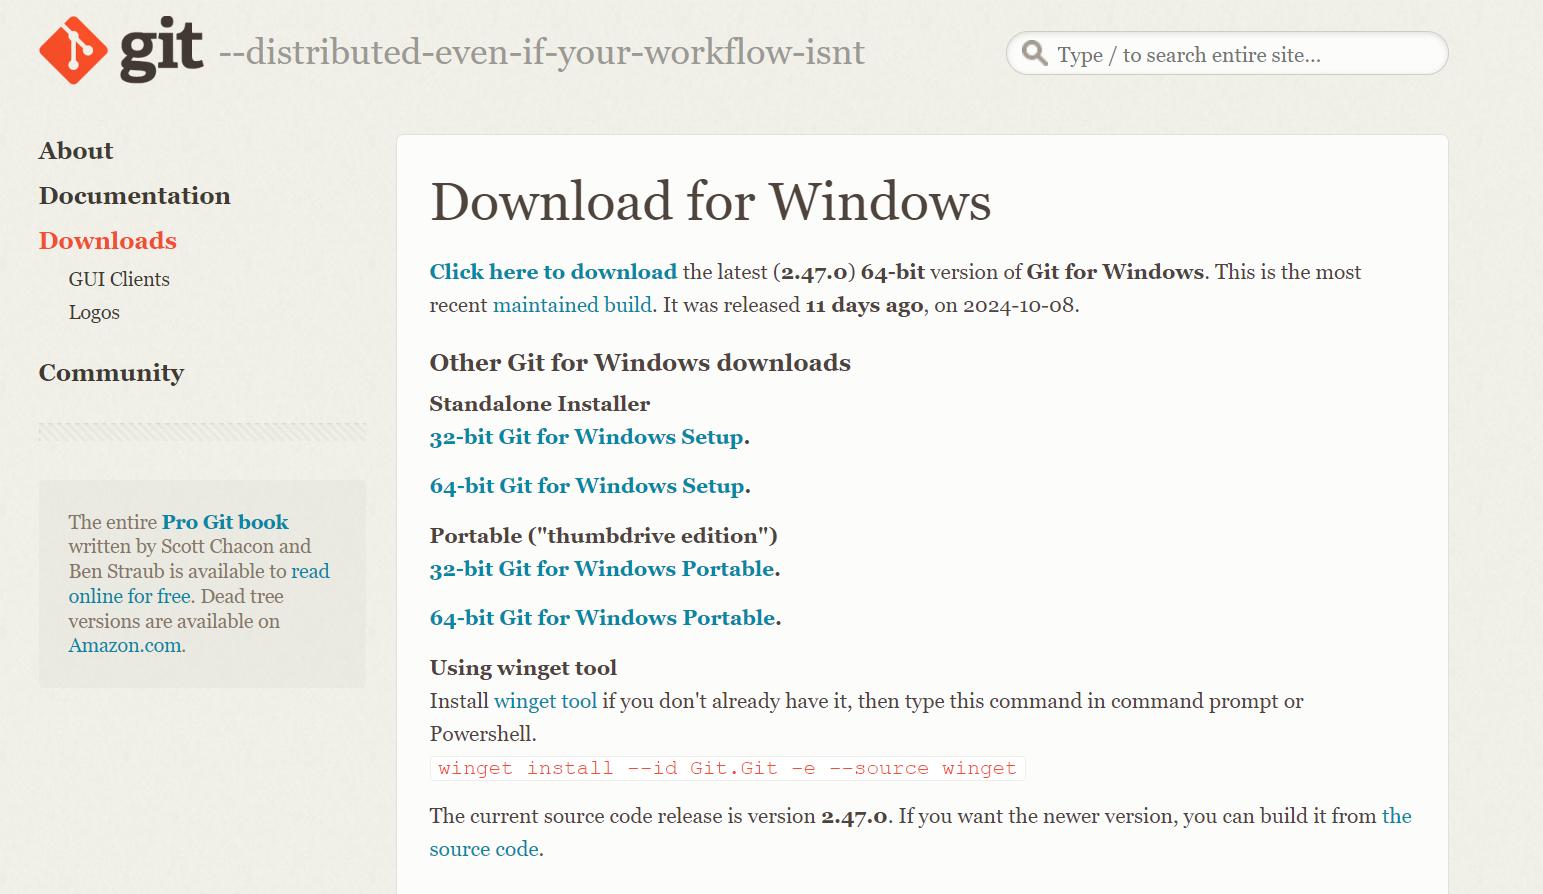 git --distributed-even-if-your-workflow-isnt
Type / to search entire site...
About
Documentation
Downloads
GUI Clients
Logos
Community
The entire Pro Git book
written by Scott Chacon and
Ben Straub is available to read
online for free. Dead tree
versions are available on
Amazon.com.
Download for Windows
Click here to download the latest (2.47.0) 64-bit version of Git for Windows. This is the most
recent maintained build. It was released 11 days ago, on 2024-10-08.
Other Git for Windows downloads
Standalone Installer
32-bit Git for Windows Setup.
64-bit Git for Windows Setup.
Portable ("thumbdrive edition")
32-bit Git for Windows Portable.
64-bit Git for Windows Portable.
Using winget tool
Install winget tool if you don't already have it, then type this command in command prompt or
Powershell.
winget install --id Git.Git -e --source winget
The current source code release is version 2.47.0. If you want the newer version, you can build it from the
source code.